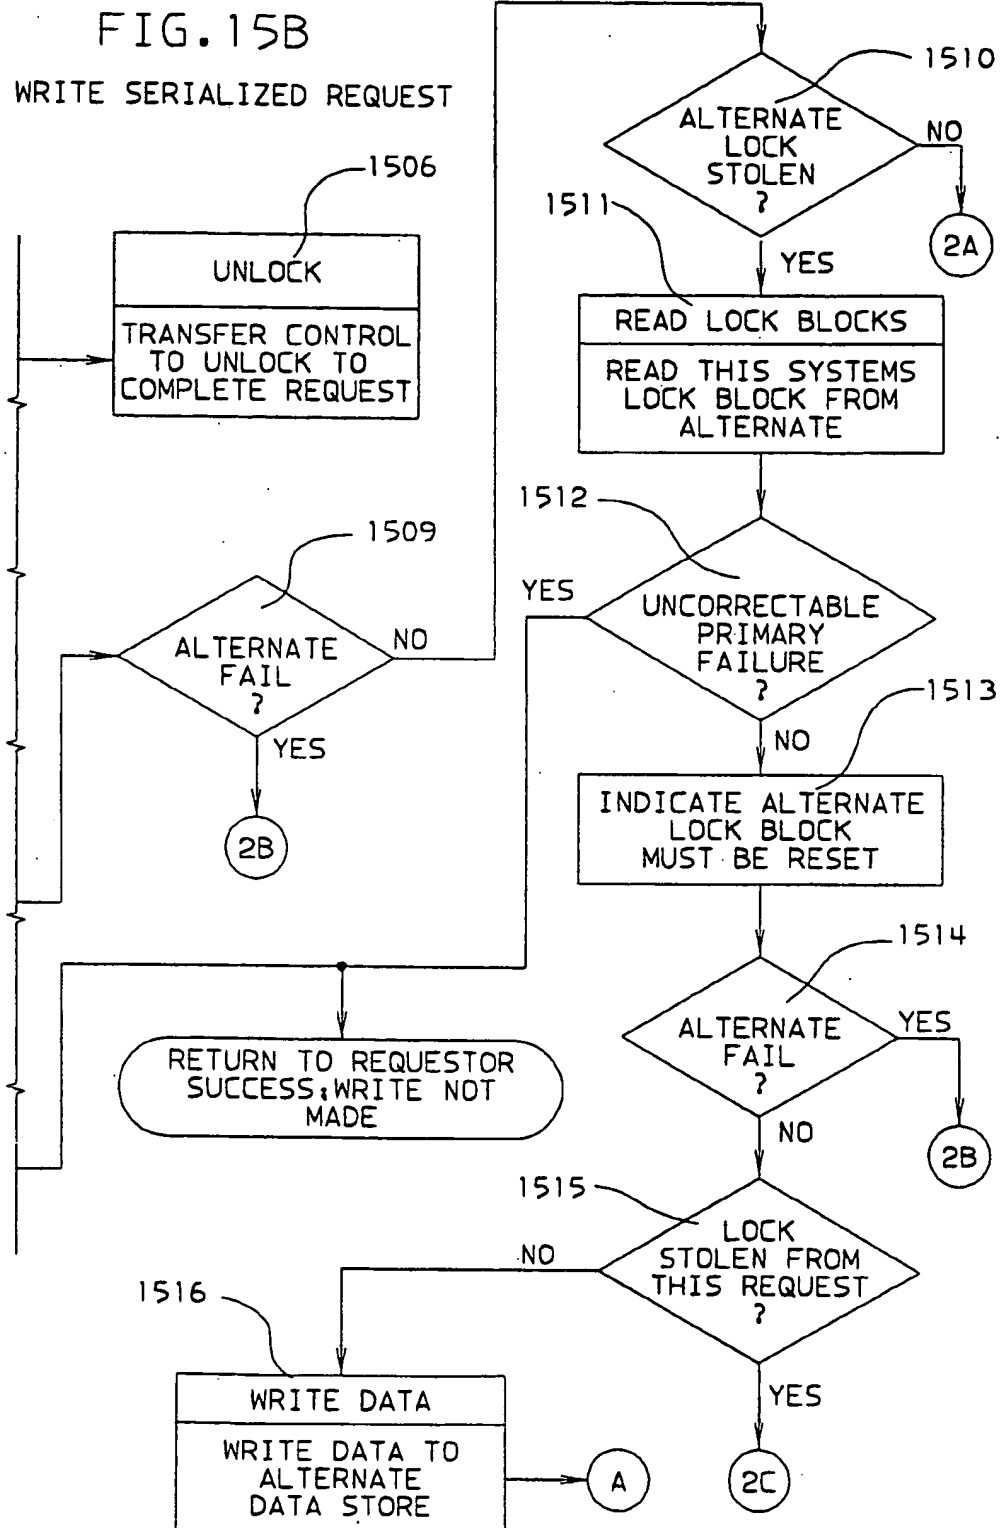 FIG.15B
WRITE SERIALIZED REQUEST
1506
UNLOCK
TRANSFER CONTROL
TO UNLOCK TO
COMPLETE REQUEST
1509
ALTERNATE
FAIL
?
NO
YES
2B
1510
ALTERNATE
LOCK
STOLEN
?
NO
2A
YES
1511
READ LOCK BLOCKS
READ THIS SYSTEMS
LOCK BLOCK FROM
ALTERNATE
1512
UNCORRECTABLE
PRIMARY
FAILURE
?
YES
NO
1513
INDICATE ALTERNATE
LOCK BLOCK
MUST BE RESET
RETURN TO REQUESTOR
SUCCESS;WRITE NOT
MADE
1514
ALTERNATE
FAIL
?
YES
2B
NO
1515
LOCK
STOLEN FROM
THIS REQUEST
?
NO
YES
2C
1516
WRITE DATA
WRITE DATA TO
ALTERNATE
DATA STORE
A